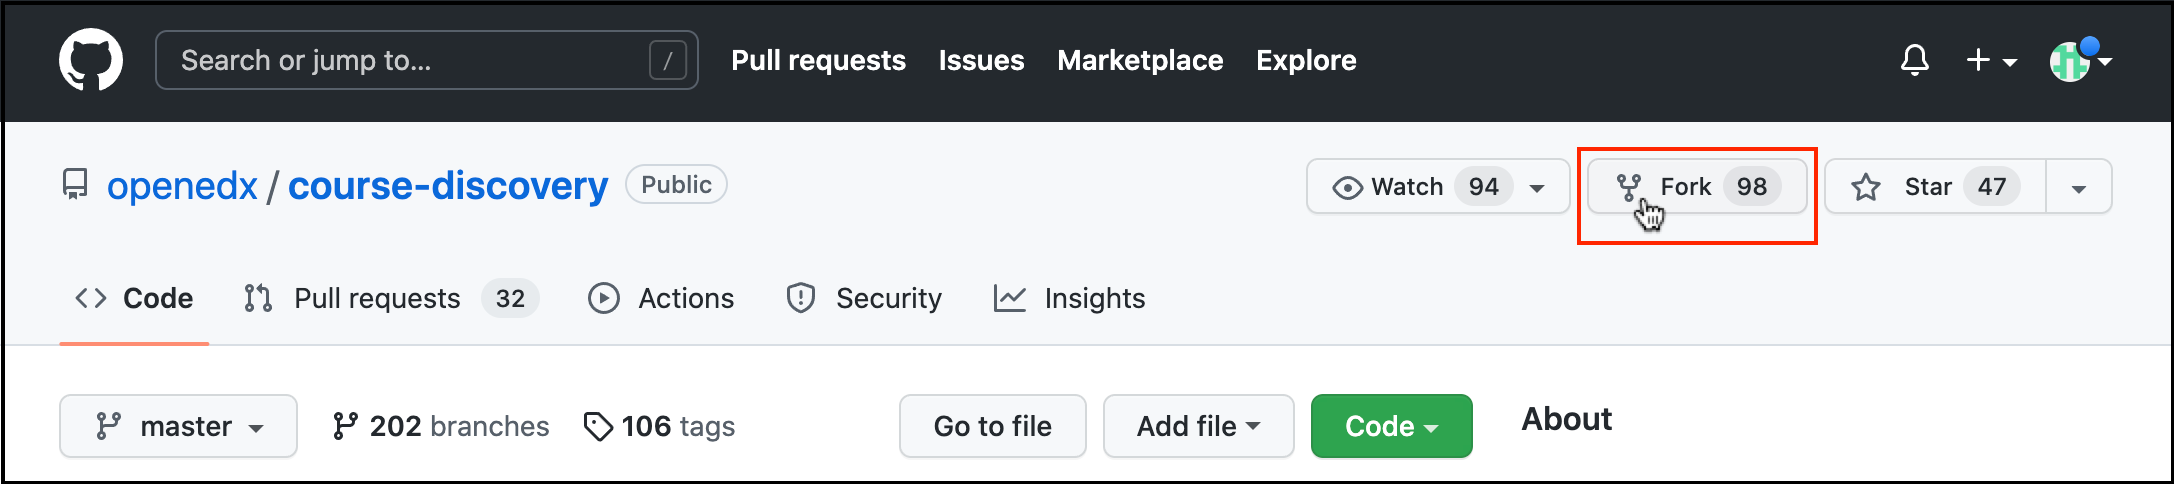 Search or jump to... / Pull requests Issues Marketplace Explore
openedx / course-discovery Public Watch 94 Fork 98 Star 47
Code Pull requests 32 Actions Security Insights
master 202 branches 106 tags Go to file Add file Code About